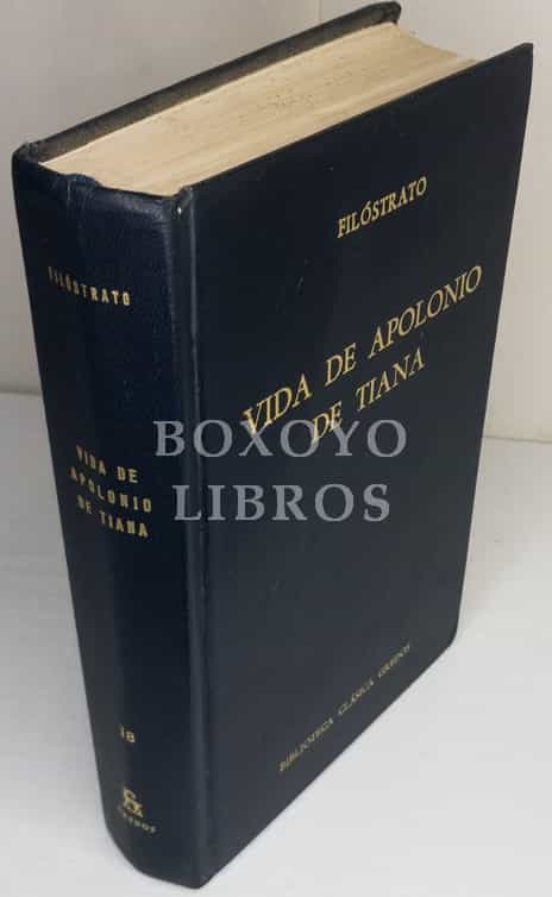 FILÓSTRATO
VIDA DE APOLONIO
DE TIANA
BIBLIOTECA CLÁSICA GREDOS
FILÓSTRATO
VIDA DE
APOLONIO
DE TIANA
18
GREDOS
BOXOYO
LIBROS